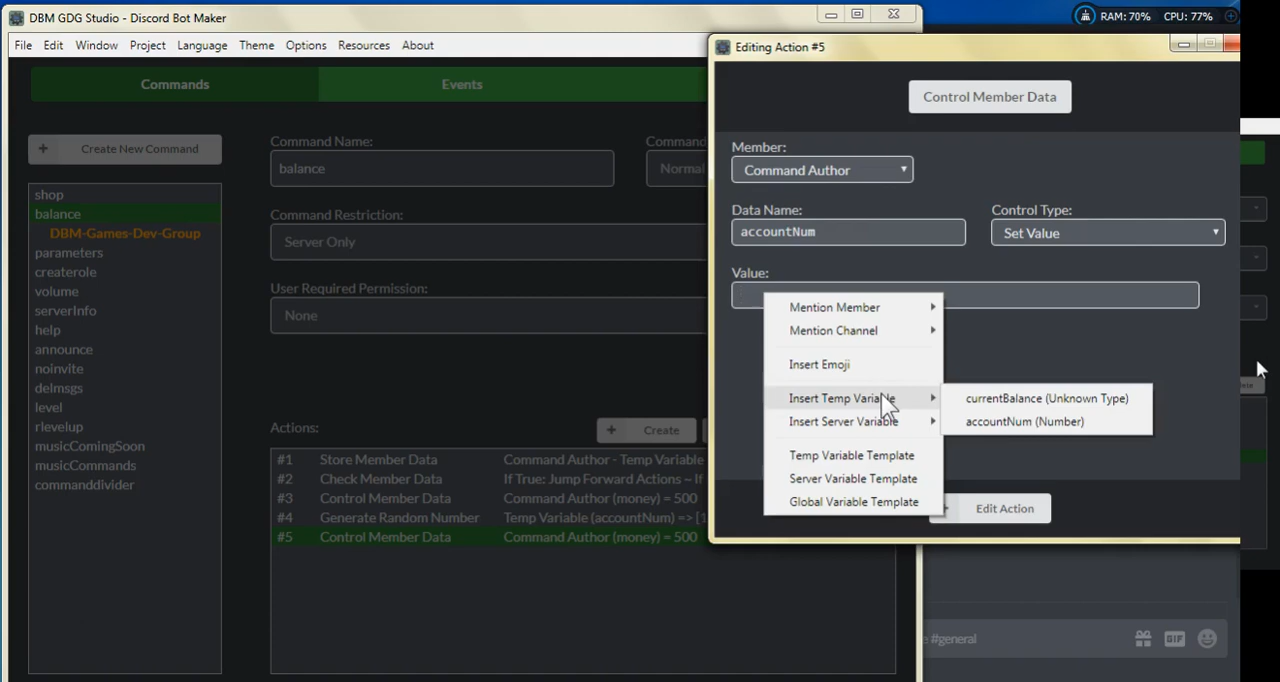 DBM GDG Studio - Discord Bot Maker
RAM: 70% CPU: 77%
File Edit Window Project Language Theme Options Resources About
Editing Action #5
Commands Events
Control Member Data
Create New Command
Command Name:
balance
Command
Normal
Member:
Command Author
shop
balance
DBM-Games-Dev-Group
parameters
createrole
volume
serverInfo
help
announce
noinvite
delmsgs
level
rlevelup
musicComingSoon
musicCommands
commanddivider
Command Restriction:
Server Only
User Required Permission:
None
Data Name:
accountNum
Control Type:
Set Value
Value:
Mention Member
Mention Channel
Insert Emoji
Insert Temp Variable
Insert Server Variable
Temp Variable Template
Server Variable Template
Global Variable Template
currentBalance (Unknown Type)
accountNum (Number)
Edit Action
Actions:
Create
#1 Store Member Data Command Author - Temp Variable
#2 Check Member Data If True: Jump Forward Actions ~ If
#3 Control Member Data Command Author (money) = 500
#4 Generate Random Number Temp Variable (accountNum) => [1
#5 Control Member Data Command Author (money) = 500
#general
GIF